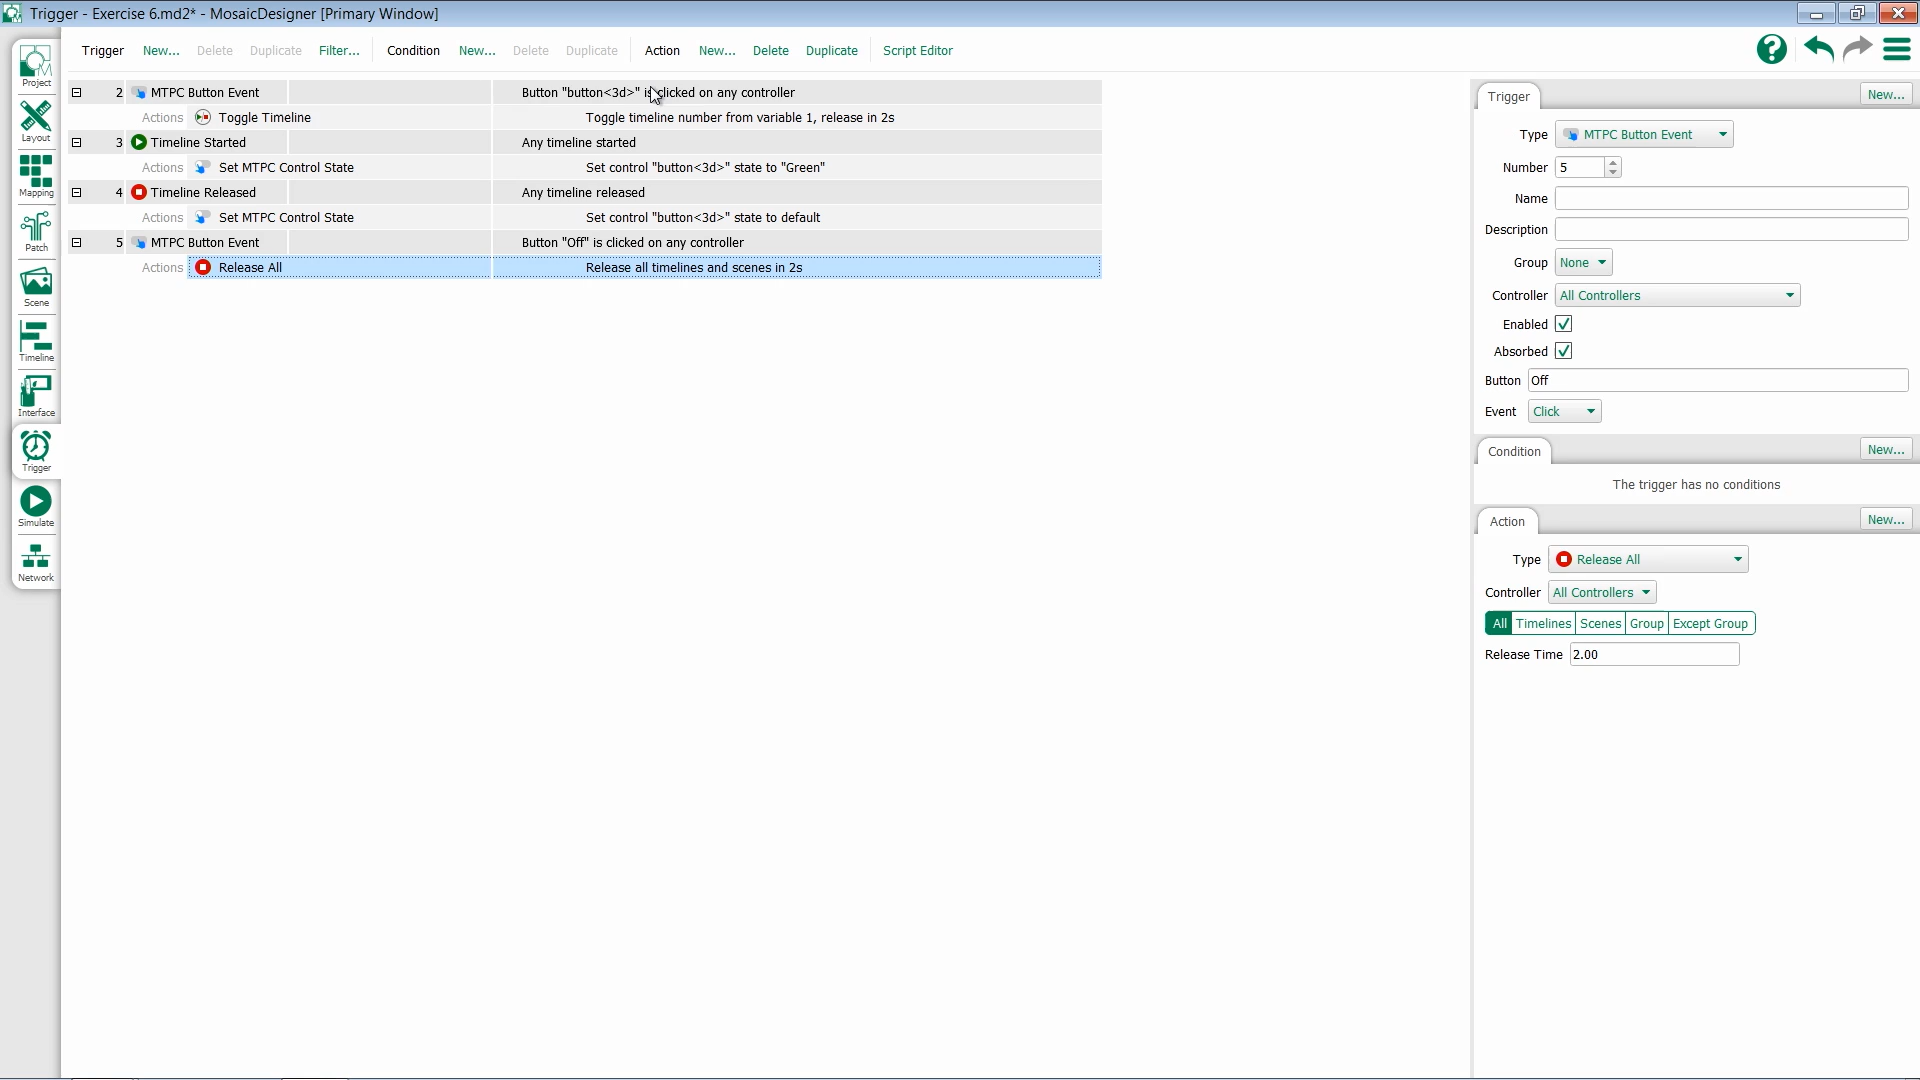 Trigger - Exercise 6.md2* - MosaicDesigner [Primary Window]
Trigger New... Delete Duplicate Filter... Condition New... Delete Duplicate Action New... Delete Duplicate Script Editor
Project
Layout
Mapping
Patch
Scene
Timeline
Interface
Trigger
Simulate
Network
2 MTPC Button Event Button "button<3d>" is clicked on any controller
Actions Toggle Timeline Toggle timeline number from variable 1, release in 2s
3 Timeline Started Any timeline started
Actions Set MTPC Control State Set control "button<3d>" state to "Green"
4 Timeline Released Any timeline released
Actions Set MTPC Control State Set control "button<3d>" state to default
5 MTPC Button Event Button "Off" is clicked on any controller
Actions Release All Release all timelines and scenes in 2s
Trigger New...
Type MTPC Button Event
Number 5
Name
Description
Group None
Controller All Controllers
Enabled
Absorbed
Button Off
Event Click
Condition New...
The trigger has no conditions
Action New...
Type Release All
Controller All Controllers
All Timelines Scenes Group Except Group
Release Time 2.00